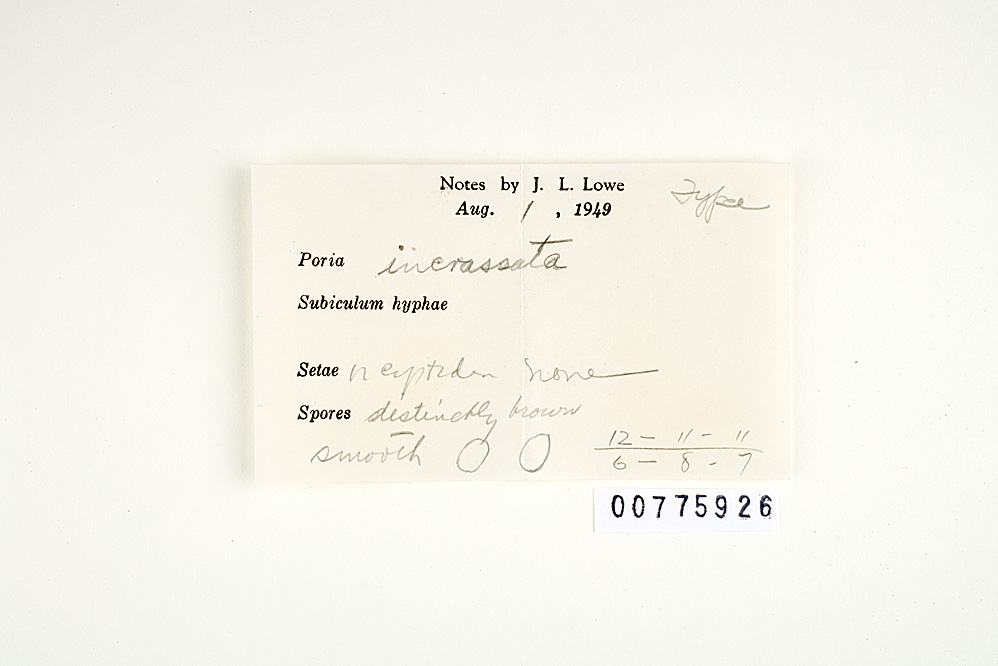 Notes by J. L. Lowe
Type
Aug. 1, 1949
Poria incrassata
Subiculum hyphae
Setae none
Spores distinctly brown
smooth
12 - 11 - 11
6 - 8 - 7
00775926